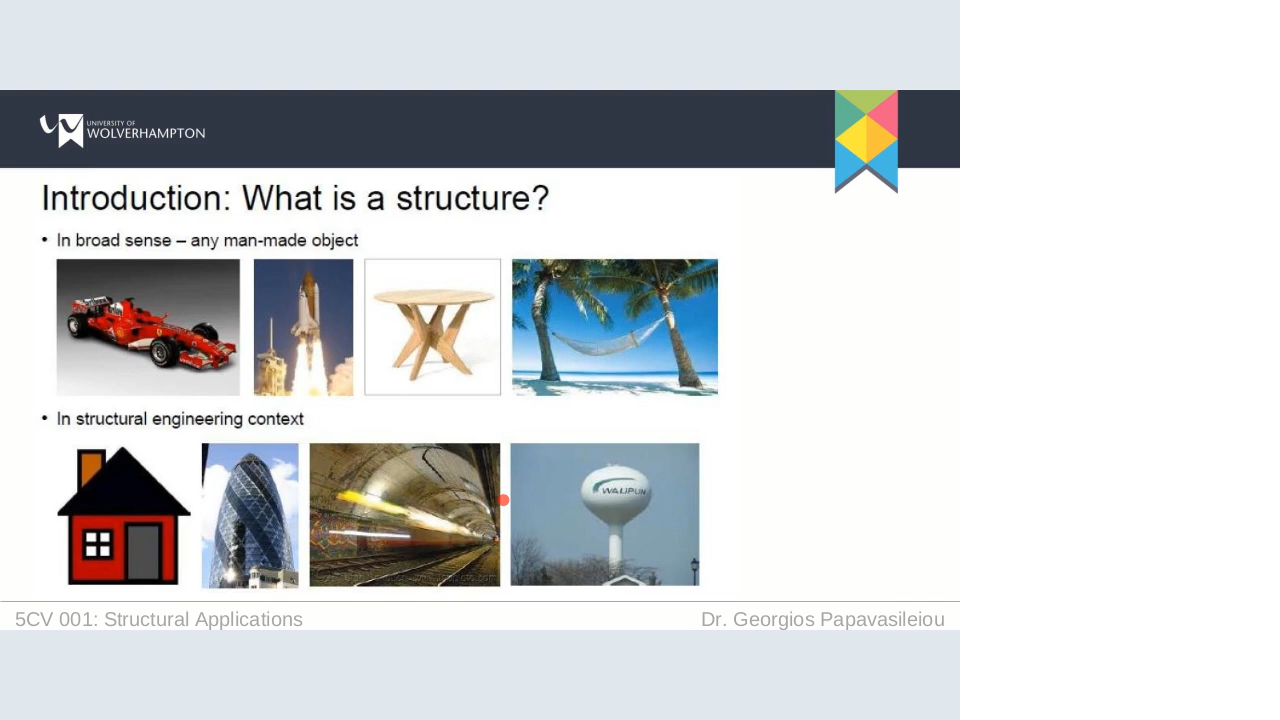 UNIVERSITY OF
WOLVERHAMPTON
Introduction: What is a structure?
• In broad sense – any man-made object
• In structural engineering context
WAUPUN
5CV 001: Structural Applications
Dr. Georgios Papavasileiou